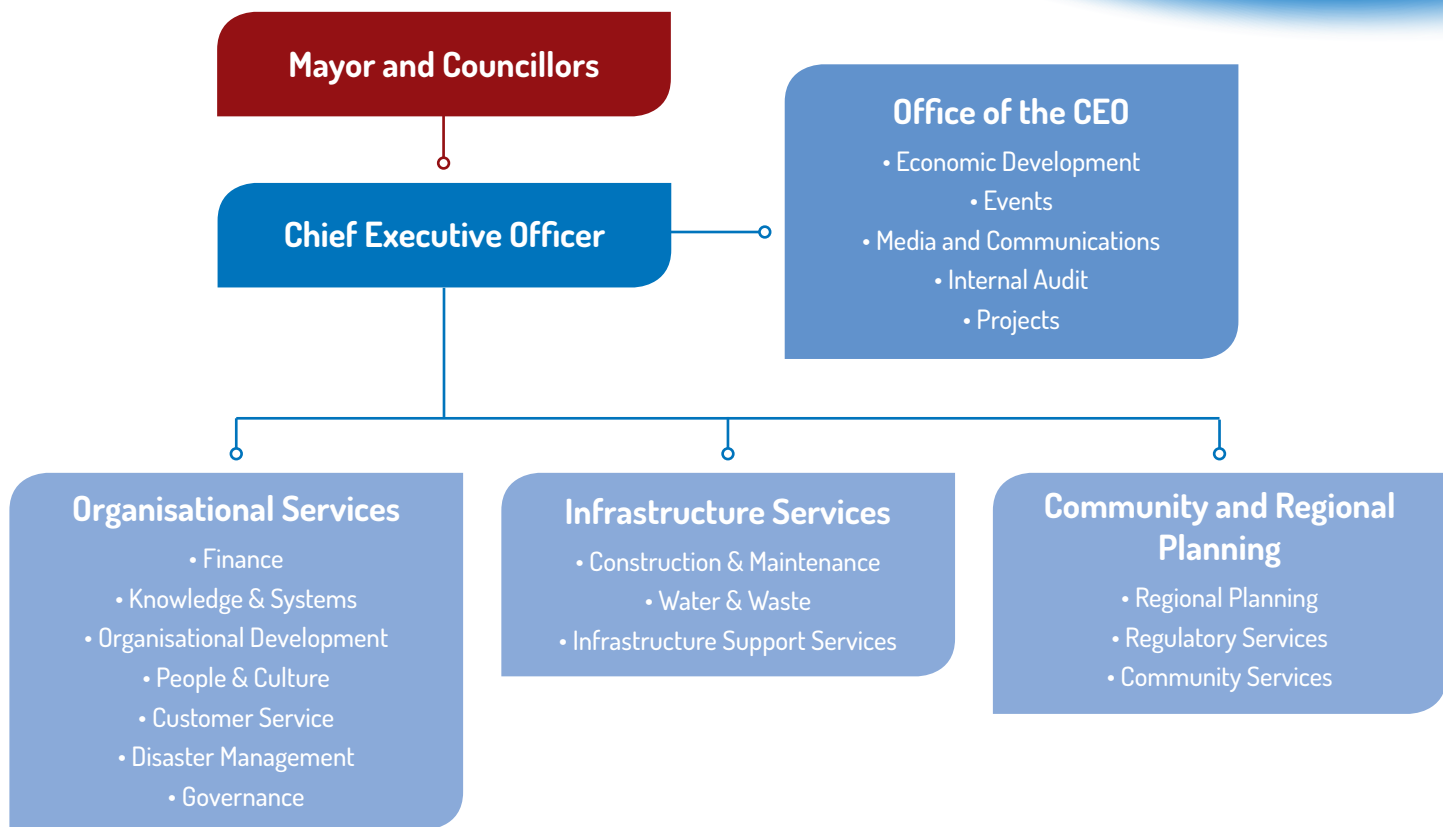 Mayor and Councillors
Chief Executive Officer
Office of the CEO
• Economic Development
• Events
• Media and Communications
• Internal Audit
• Projects
Organisational Services
• Finance
• Knowledge & Systems
• Organisational Development
• People & Culture
• Customer Service
• Disaster Management
• Governance
Infrastructure Services
• Construction & Maintenance
• Water & Waste
• Infrastructure Support Services
Community and Regional
Planning
• Regional Planning
• Regulatory Services
• Community Services